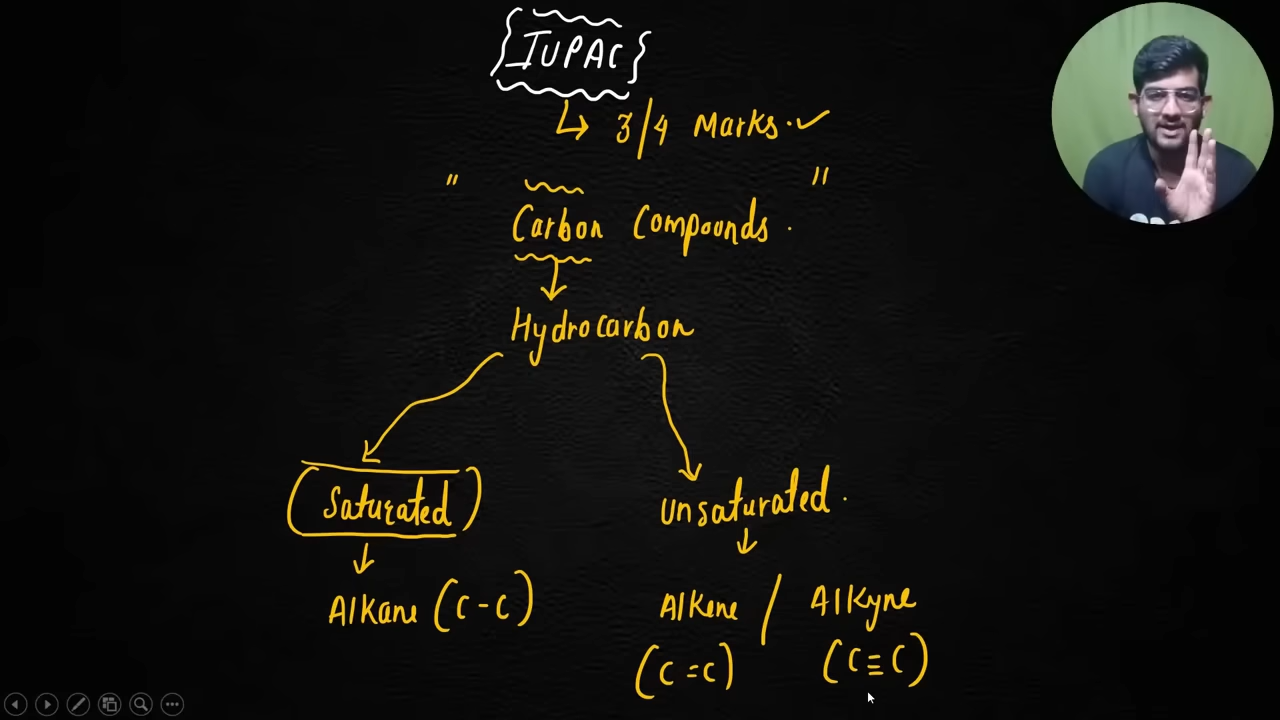 {IUPAC}
↳ 3/4 Marks. ✓
" "
Carbon Compounds.
Hydrocarbon
(Saturated)
unsaturated.
Alkane (C-C)
Alkene / Alkyne
(C=C) (C≡C)